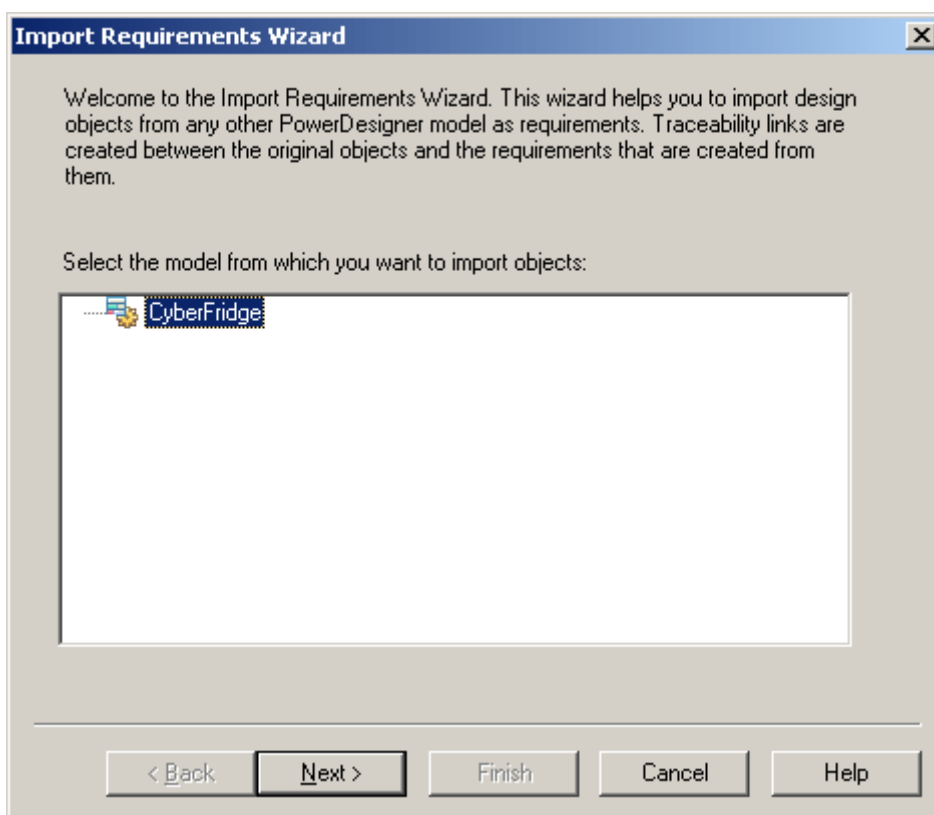 Import Requirements Wizard
Welcome to the Import Requirements Wizard. This wizard helps you to import design
objects from any other PowerDesigner model as requirements. Traceability links are
created between the original objects and the requirements that are created from
them.
Select the model from which you want to import objects:
CyberFridge
< Back Next > Finish Cancel Help